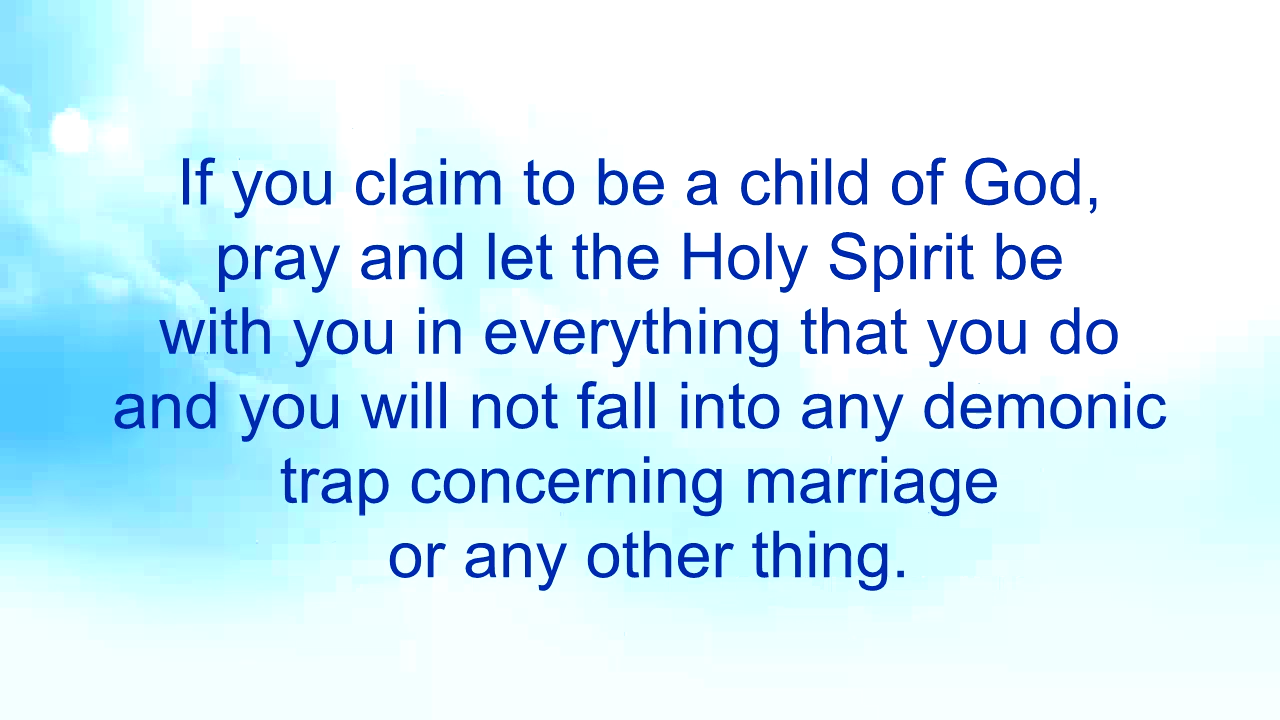 If you claim to be a child of God,
pray and let the Holy Spirit be
with you in everything that you do
and you will not fall into any demonic
trap concerning marriage
or any other thing.